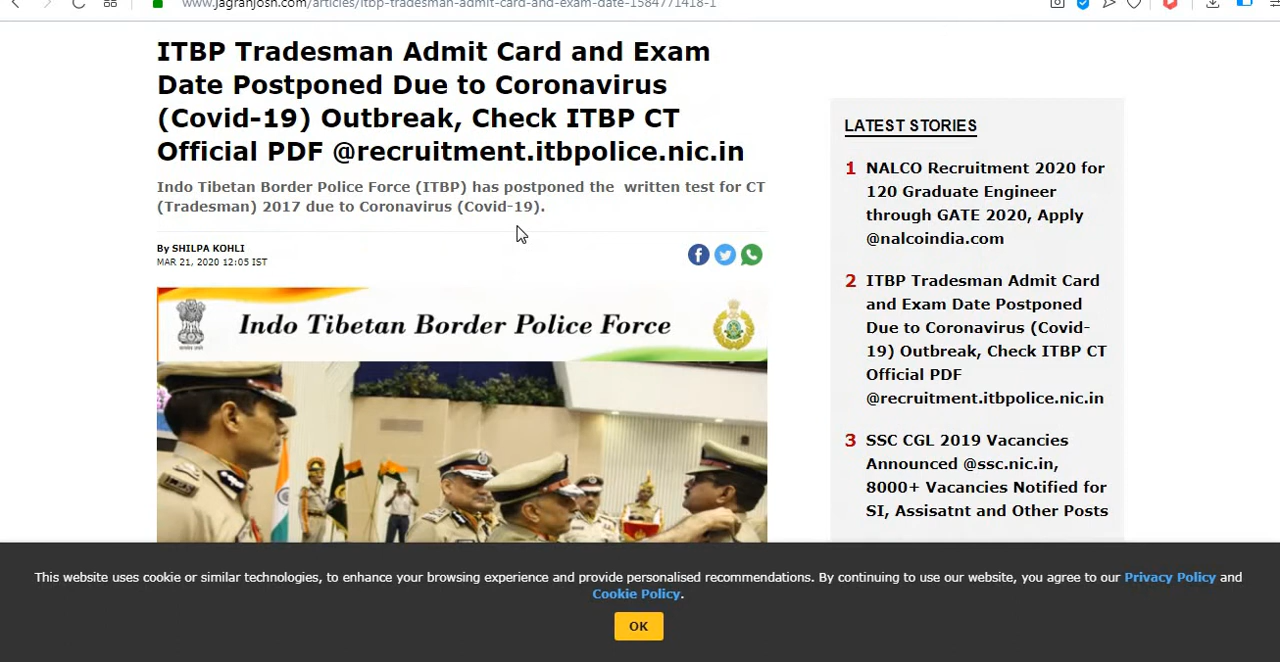 www.jagranjosh.com/articles/itbp-tradesman-admit-card-and-exam-date-1584771418-1
ITBP Tradesman Admit Card and Exam
Date Postponed Due to Coronavirus
(Covid-19) Outbreak, Check ITBP CT
Official PDF @recruitment.itbpolice.nic.in
Indo Tibetan Border Police Force (ITBP) has postponed the written test for CT
(Tradesman) 2017 due to Coronavirus (Covid-19).
By SHILPA KOHLI
MAR 21, 2020 12:05 IST
Indo Tibetan Border Police Force
LATEST STORIES
1 NALCO Recruitment 2020 for
120 Graduate Engineer
through GATE 2020, Apply
@nalcoindia.com
2 ITBP Tradesman Admit Card
and Exam Date Postponed
Due to Coronavirus (Covid-
19) Outbreak, Check ITBP CT
Official PDF
@recruitment.itbpolice.nic.in
3 SSC CGL 2019 Vacancies
Announced @ssc.nic.in,
8000+ Vacancies Notified for
SI, Assisatnt and Other Posts
This website uses cookie or similar technologies, to enhance your browsing experience and provide personalised recommendations. By continuing to use our website, you agree to our Privacy Policy and
Cookie Policy.
OK